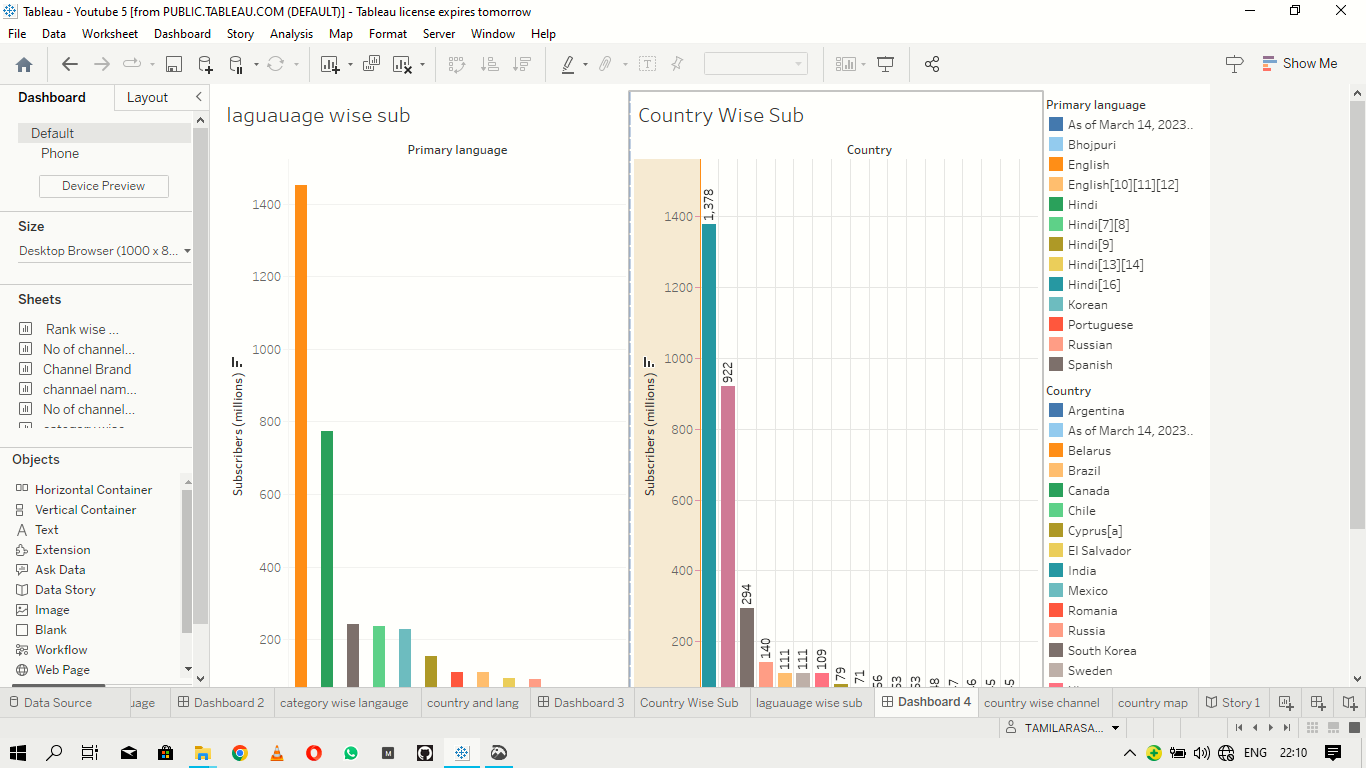 Tableau - Youtube 5 [from PUBLIC.TABLEAU.COM (DEFAULT)] - Tableau license expires tomorrow
File Data Worksheet Dashboard Story Analysis Map Format Server Window Help
Show Me
Dashboard Layout
Default
Phone
Device Preview
Size
Desktop Browser (1000 x 8...
Sheets
Rank wise ...
No of channel...
Channel Brand
channael nam...
No of channel...
Objects
Horizontal Container
Vertical Container
Text
Extension
Ask Data
Data Story
Image
Blank
Workflow
Web Page
laguauage wise sub
Primary language
Subscribers (millions)
1400
1200
1000
800
600
400
200
Country Wise Sub
Country
Subscribers (millions)
1400
1200
1000
800
600
400
200
1,378
922
294
140
111
111
109
79
71
Primary language
As of March 14, 2023..
Bhojpuri
English
English[10][11][12]
Hindi
Hindi[7][8]
Hindi[9]
Hindi[13][14]
Hindi[16]
Korean
Portuguese
Russian
Spanish
Country
Argentina
As of March 14, 2023..
Belarus
Brazil
Canada
Chile
Cyprus[a]
El Salvador
India
Mexico
Romania
Russia
South Korea
Sweden
Data Source uage Dashboard 2 category wise langauge country and lang Dashboard 3 Country Wise Sub laguauage wise sub Dashboard 4 country wise channel country map Story 1
TAMILARASA...
M ENG 22:10